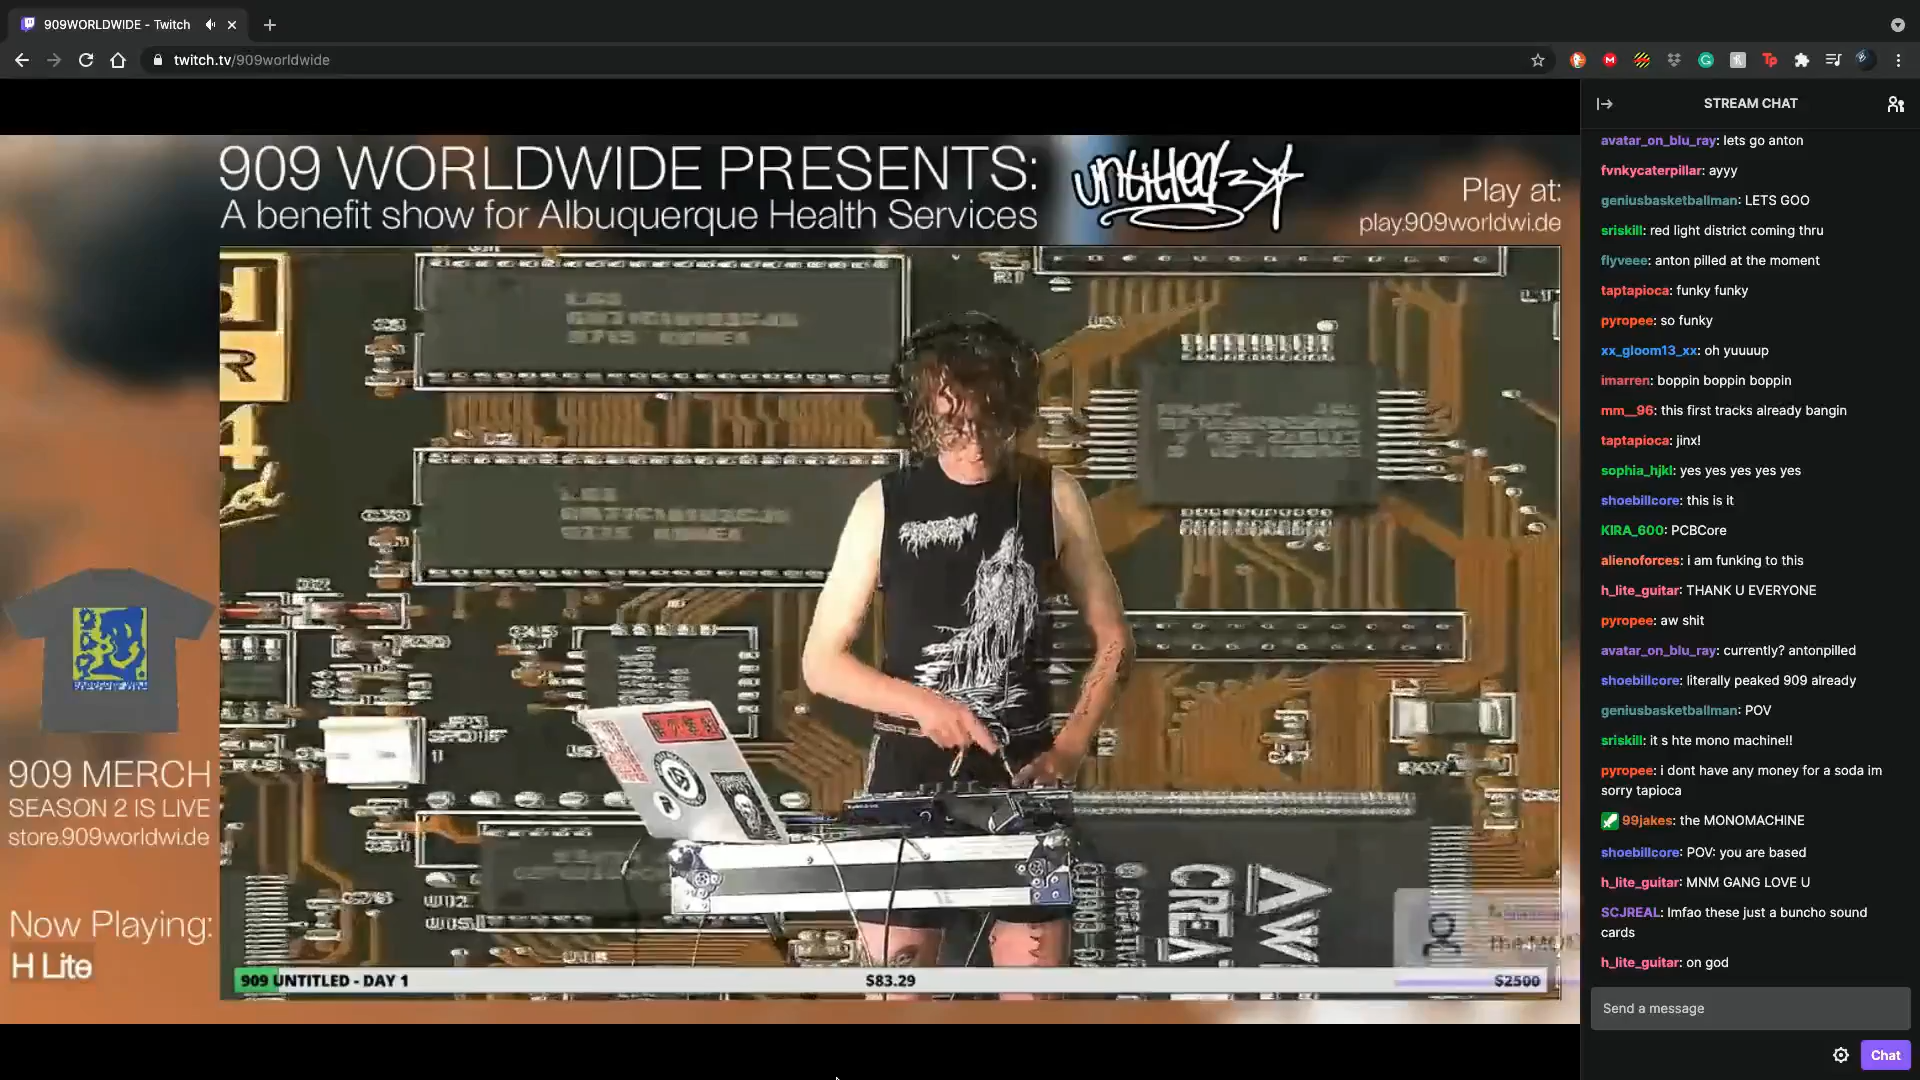 909WORLDWIDE - Twitch
twitch.tv/909worldwide
909 WORLDWIDE PRESENTS:
A benefit show for Albuquerque Health Services
untitled
Play at:
play.909worldwi.de
909 MERCH
SEASON 2 IS LIVE
store.909worldwi.de
Now Playing:
H Lite
909 UNTITLED - DAY 1
$83.29
$2500
STREAM CHAT
avatar_on_blu_ray: lets go anton
fvnkycaterpillar: ayyy
geniusbasketballman: LETS GOO
sriskill: red light district coming thru
flyveee: anton pilled at the moment
taptapioca: funky funky
pyropee: so funky
xx_gloom13_xx: oh yuuuup
imarren: boppin boppin boppin
mm__96: this first tracks already bangin
taptapioca: jinx!
sophia_hjkl: yes yes yes yes yes
shoebillcore: this is it
KIRA_600: PCBCore
alienoforces: i am funking to this
h_lite_guitar: THANK U EVERYONE
pyropee: aw shit
avatar_on_blu_ray: currently? antonpilled
shoebillcore: literally peaked 909 already
geniusbasketballman: POV
sriskill: it s hte mono machine!!
pyropee: i dont have any money for a soda im
sorry tapioca
99jakes: the MONOMACHINE
shoebillcore: POV: you are based
h_lite_guitar: MNM GANG LOVE U
SCJREAL: lmfao these just a buncho sound
cards
h_lite_guitar: on god
Send a message
Chat